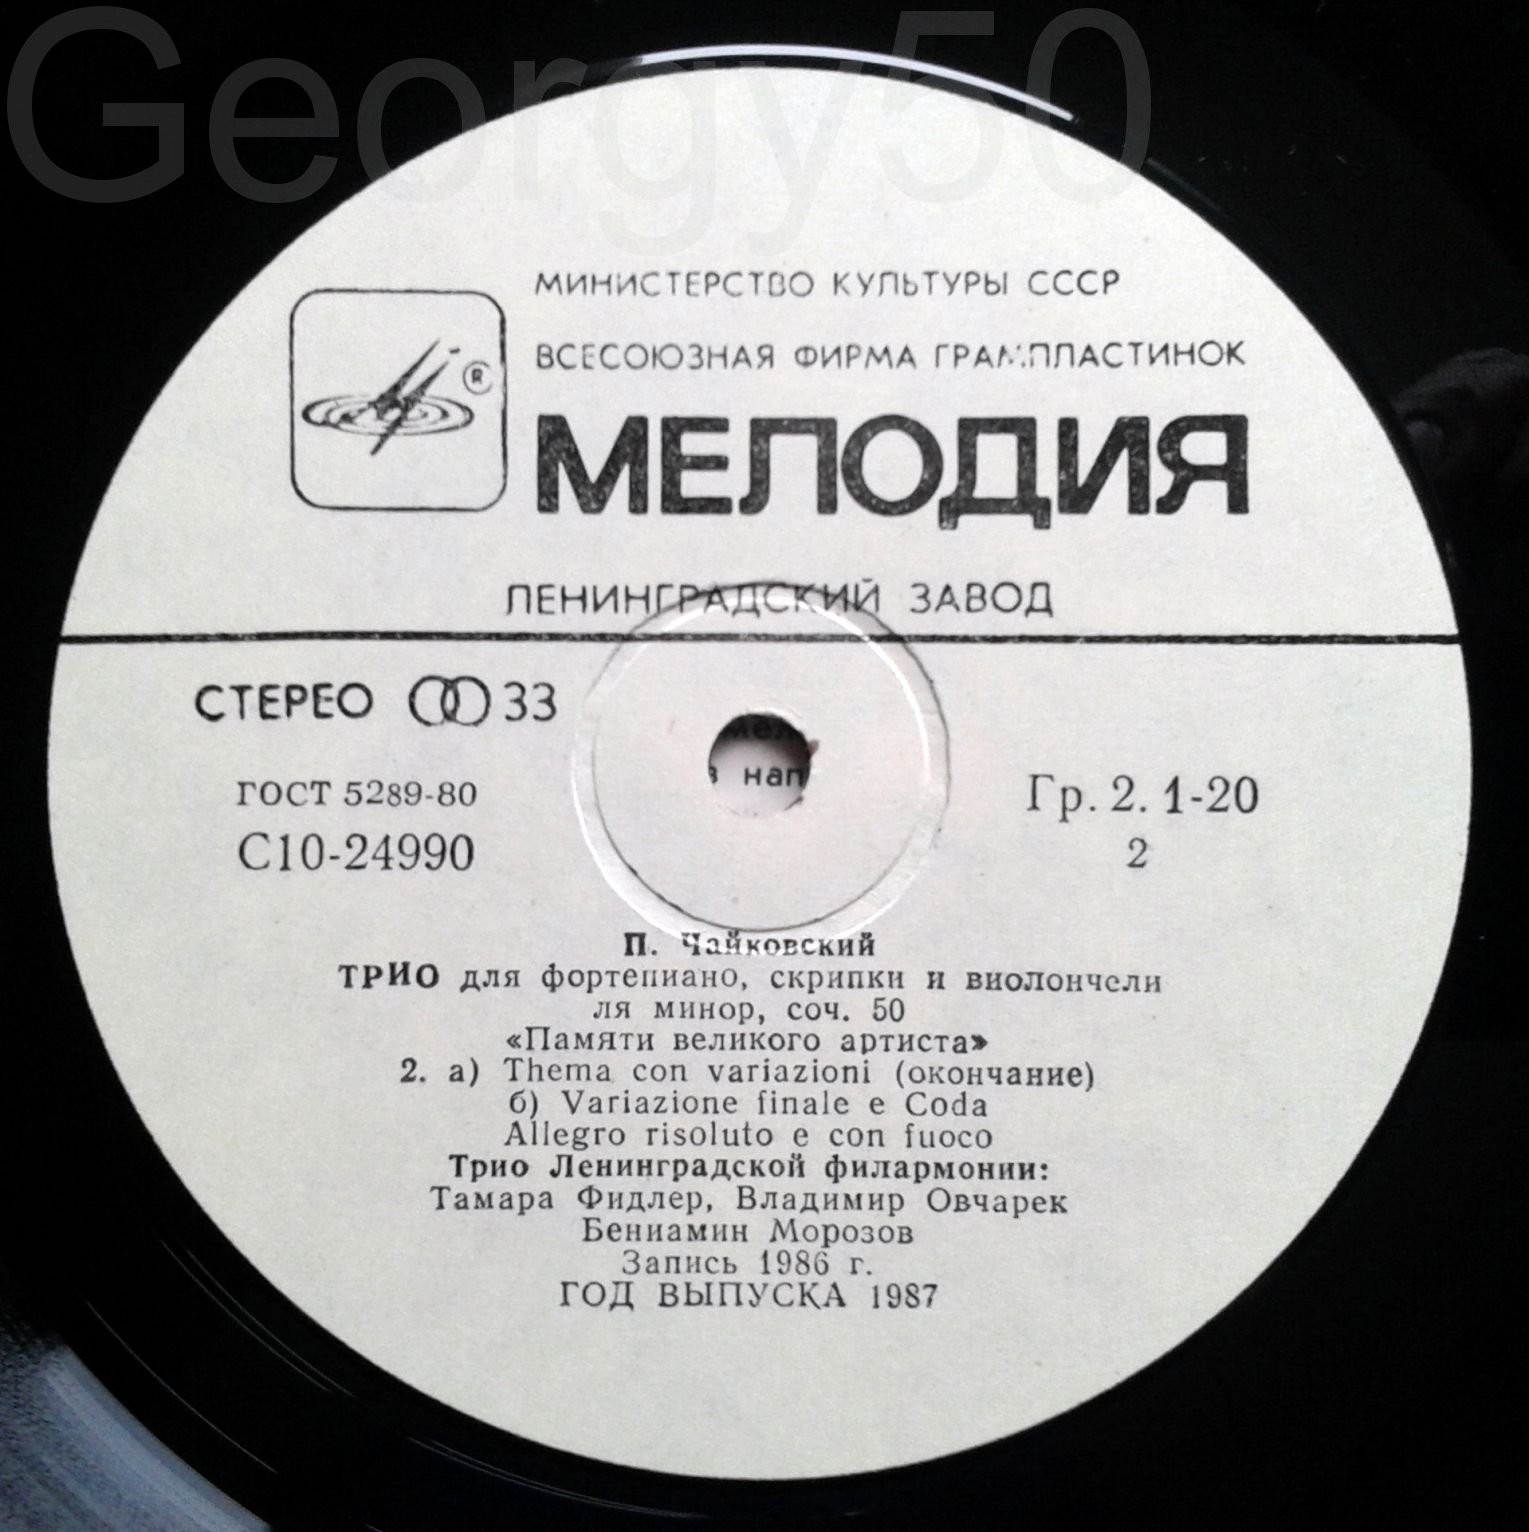 Georgy50
МИНИСТЕРСТВО КУЛЬТУРЫ СССР
ВСЕСОЮЗНАЯ ФИРМА ГРАМПЛАСТИНОК
®
МЕЛОДИЯ
ЛЕНИНГРАДСКИЙ ЗАВОД
СТЕРЕО 33
ГОСТ 5289-80
С10-24990
Гр. 2. 1-20
2
П. Чайковский
ТРИО для фортепиано, скрипки и виолончели
ля минор, соч. 50
«Памяти великого артиста»
2. а) Thema con variazioni (окончание)
б) Variazione finale e Coda
Allegro risoluto e con fuoco
Трио Ленинградской филармонии:
Тамара Фидлер, Владимир Овчарек
Бениамин Морозов
Запись 1986 г.
ГОД ВЫПУСКА 1987